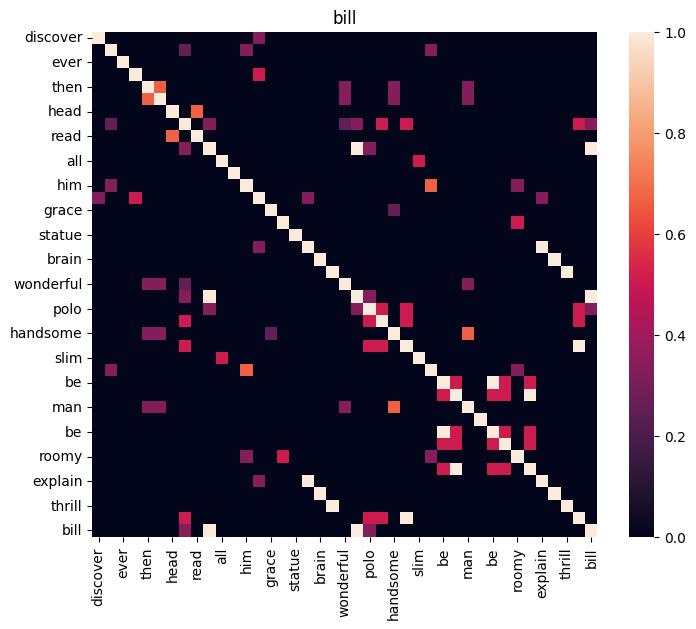 bill
discover
ever
then
head
read
all
him
grace
statue
brain
wonderful
polo
handsome
slim
be
man
be
roomy
explain
thrill
bill
discover
ever
then
head
read
all
him
grace
statue
brain
wonderful
polo
handsome
slim
be
man
be
roomy
explain
thrill
bill
1.0
0.8
0.6
0.4
0.2
0.0